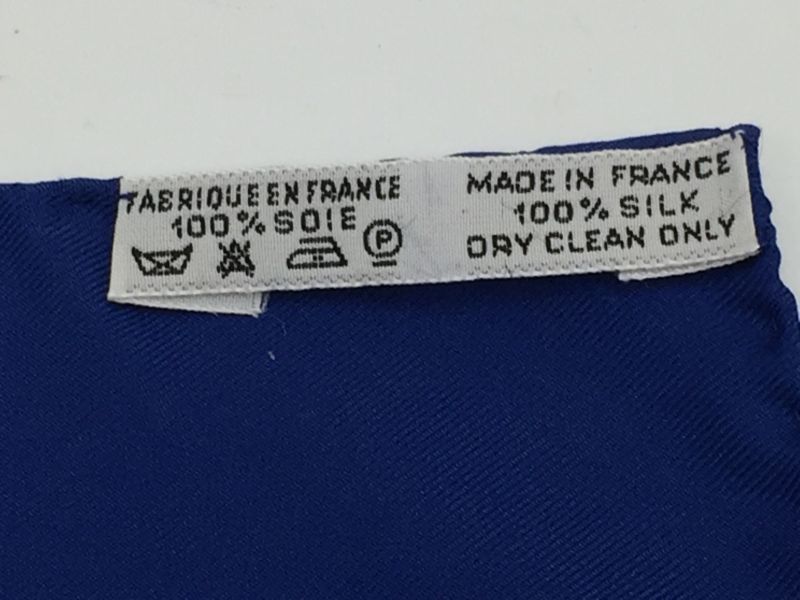 FABRIQUE EN FRANCE
100% SOIE
P
MADE IN FRANCE
100% SILK
DRY CLEAN ONLY